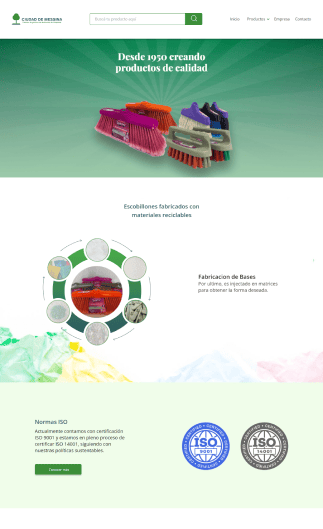 CIUDAD DE MESSINA
Buscá tu producto aquí
Inicio
Productos
Empresa
Contacto
Desde 1950 creando
productos de calidad
Escobillones fabricados con
materiales reciclables
Fabricacion de Bases
Por ultimo, es inyectado en matrices
para obtener la forma deseada.
Normas ISO
Actualmente contamos con certificación
ISO 9001 y estamos en pleno proceso de
certificar ISO 14001, siguiendo con
nuestras políticas sustentables.
ISO
9001
ISO
14001